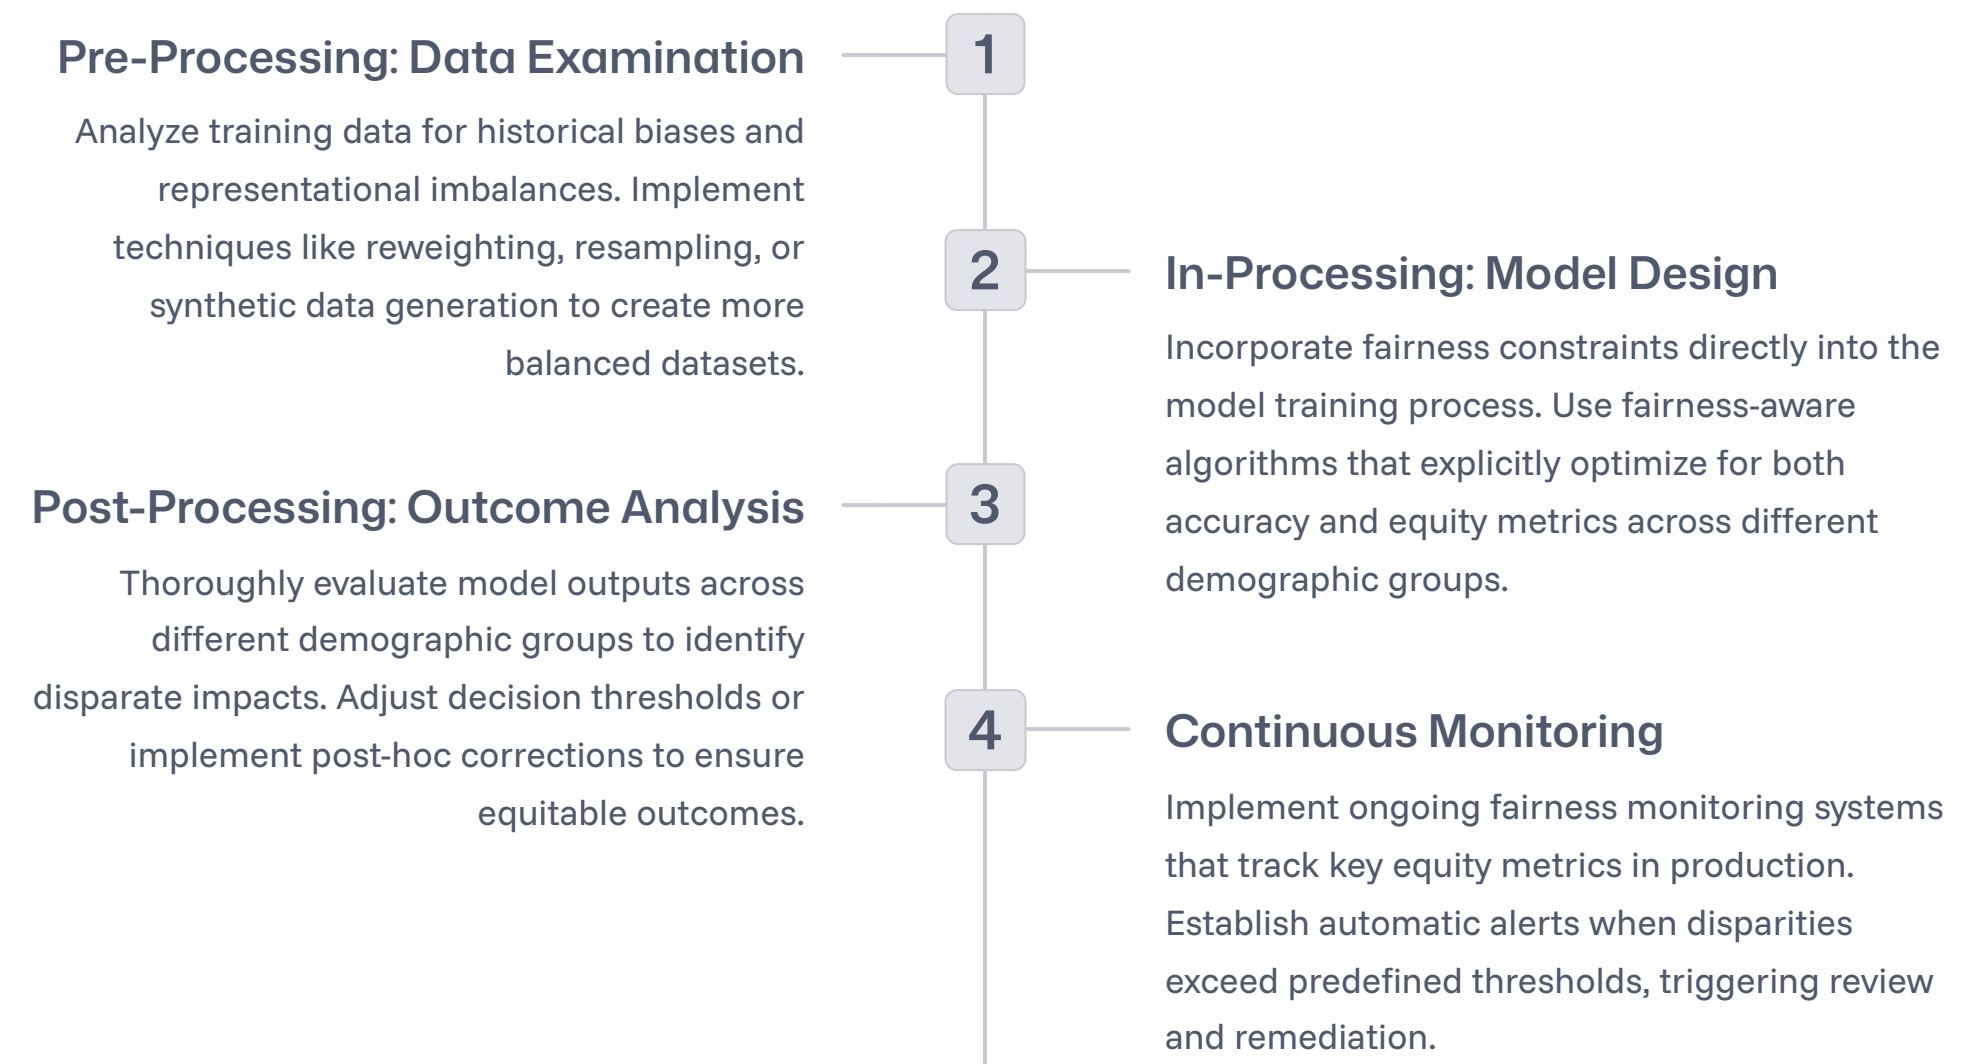 1
Pre-Processing: Data Examination
Analyze training data for historical biases and
representational imbalances. Implement
techniques like reweighting, resampling, or
synthetic data generation to create more
balanced datasets.
2
In-Processing: Model Design
Incorporate fairness constraints directly into the
model training process. Use fairness-aware
algorithms that explicitly optimize for both
accuracy and equity metrics across different
demographic groups.
3
Post-Processing: Outcome Analysis
Thoroughly evaluate model outputs across
different demographic groups to identify
disparate impacts. Adjust decision thresholds or
implement post-hoc corrections to ensure
equitable outcomes.
4
Continuous Monitoring
Implement ongoing fairness monitoring systems
that track key equity metrics in production.
Establish automatic alerts when disparities
exceed predefined thresholds, triggering review
and remediation.